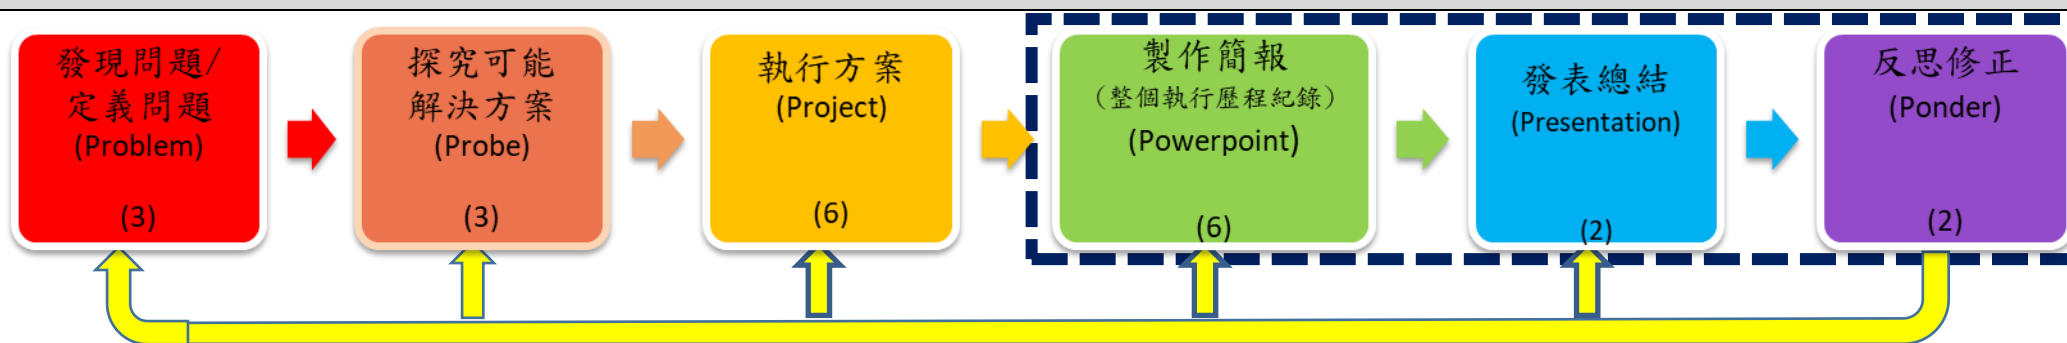 發現問題/
定義問題
(Problem)
(3)
探究可能
解決方案
(Probe)
(3)
執行方案
(Project)
(6)
製作簡報
(整個執行歷程紀錄)
(Powerpoint)
(6)
發表總結
(Presentation)
(2)
反思修正
(Ponder)
(2)